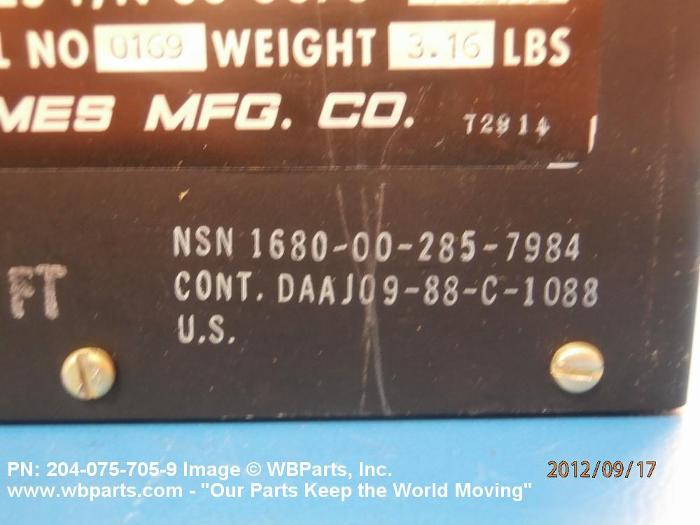 L NO 0169 WEIGHT 3.16 LBS
MES MFG. CO. 72914
NSN 1680-00-285-7984
FT
CONT. DAAJ09-88-C-1088
U.S.
PN: 204-075-705-9 Image © WBParts, Inc. 2012/09/17
www.wbparts.com - "Our Parts Keep the World Moving"